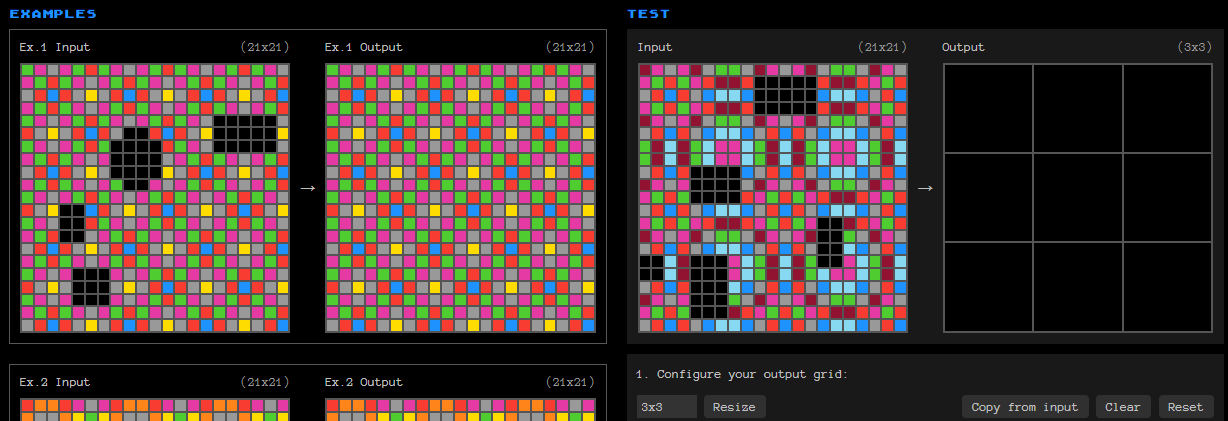 EXAMPLES
Ex.1 Input (21x21) Ex.1 Output (21x21)
→
Ex.2 Input (21x21) Ex.2 Output (21x21)
TEST
Input (21x21) Output (3x3)
→
1. Configure your output grid:
3x3 Resize Copy from input Clear Reset